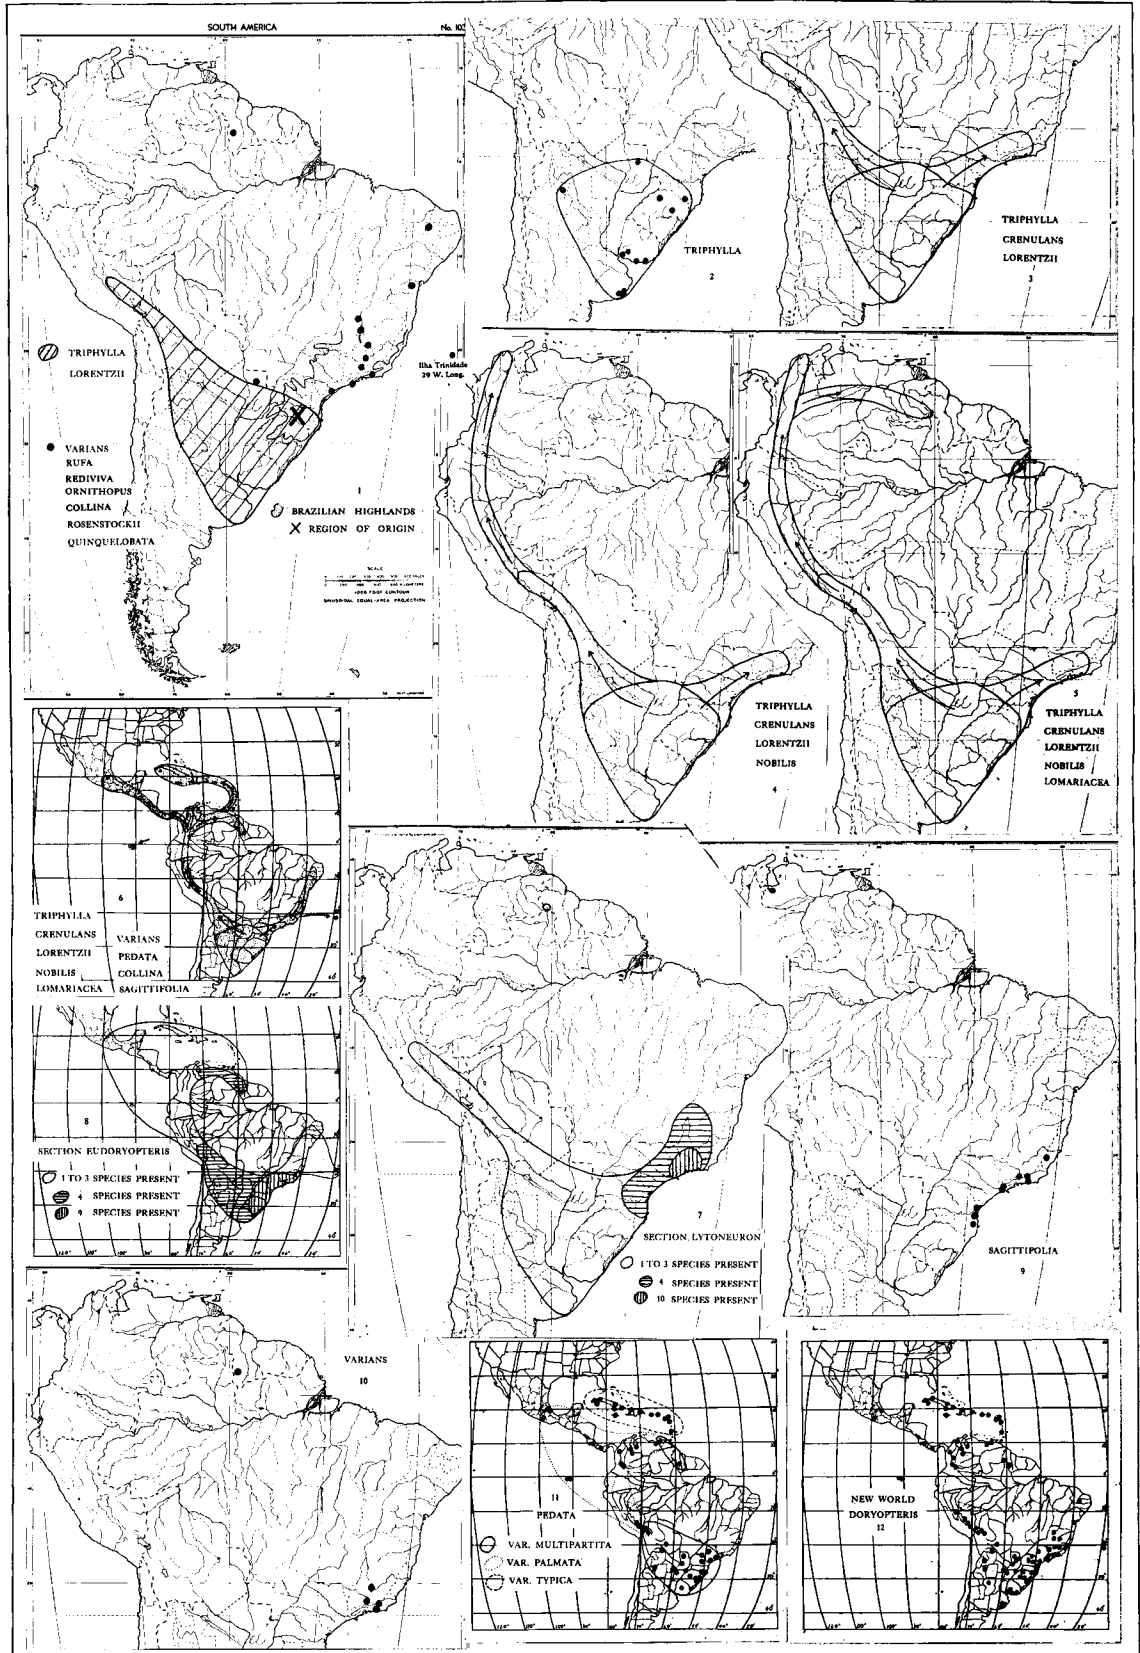 SOUTH AMERICA
TRIPHYLLA
LORENTZII
Ilha Trinidade
29 W. Long.
VARIANS
RUFA
REDIVIVA
ORNITHOPUS
COLLINA
ROSENSTOCKII
QUINQUELOBATA
1
BRAZILIAN HIGHLANDS
X REGION OF ORIGIN
SCALE
1000 FOOT CONTOUR
TRIPHYLLA
2
TRIPHYLLA
CRENULANS
LORENTZII
3
TRIPHYLLA
CRENULANS
LORENTZII
NOBILIS
4
5
TRIPHYLLA
CRENULANS
LORENTZII
NOBILIS
LOMARIACEA
6
TRIPHYLLA
CRENULANS
LORENTZII
NOBILIS
LOMARIACEA
VARIANS
PEDATA
COLLINA
SAGITTIFOLIA
7
SECTION LYTONEURON
1 TO 3 SPECIES PRESENT
4 SPECIES PRESENT
10 SPECIES PRESENT
8
SECTION EUDORYOPTERIS
1 TO 3 SPECIES PRESENT
4 SPECIES PRESENT
9 SPECIES PRESENT
SAGITTIFOLIA
9
VARIANS
10
11
PEDATA
VAR. MULTIPARTITA
VAR. PALMATA
VAR. TYPICA
NEW WORLD
DORYOPTERIS
12